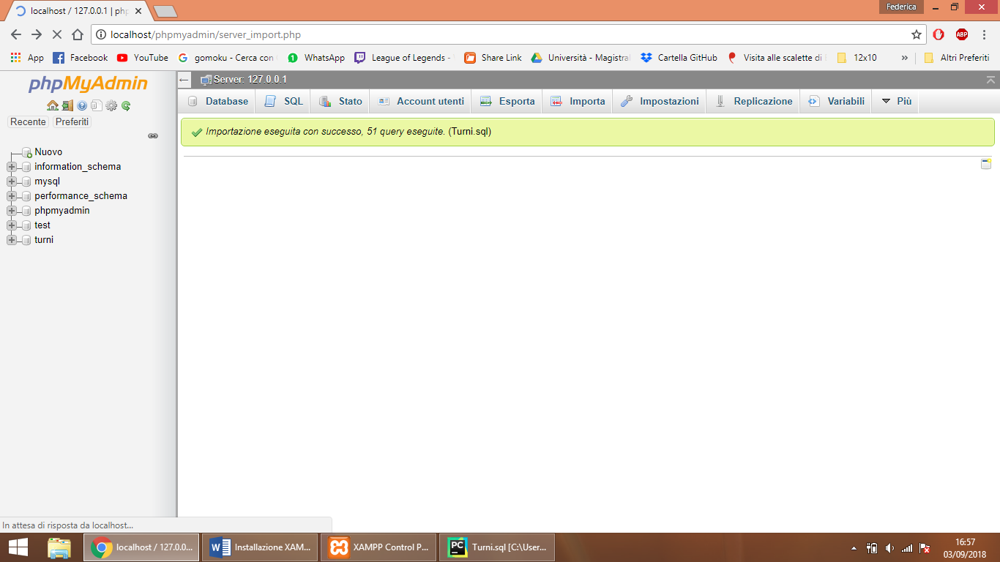 localhost / 127.0.0.1 | ph
Federica
localhost/phpmyadmin/server_import.php
ABP
App Facebook YouTube gomoku - Cerca con WhatsApp League of Legends - Share Link Università - Magistral Cartella GitHub Visita alle scalette di 12x10 » Altri Preferiti
phpMyAdmin
Recente Preferiti
Nuovo
information_schema
mysql
performance_schema
phpmyadmin
test
turni
Server: 127.0.0.1
Database SQL Stato Account utenti Esporta Importa Impostazioni Replicazione Variabili Più
Importazione eseguita con successo, 51 query eseguite. (Turni.sql)
In attesa di risposta da localhost...
localhost / 127.0.0... Installazione XAM... XAMPP Control P... Turni.sql [C:\User...
16:57
03/09/2018